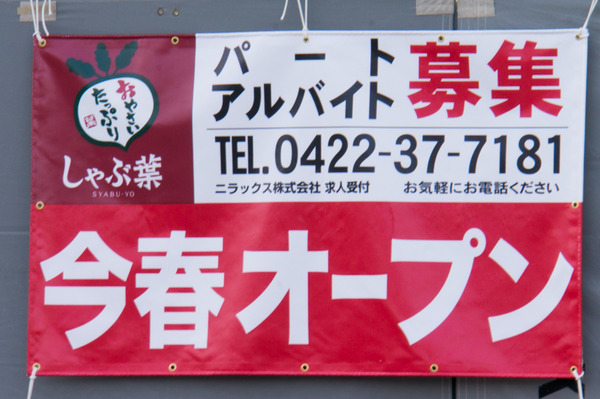 おやさい
たっぷり
葉
しゃぶ葉
SYABU-YO
パート
アルバイト
募集
TEL.0422-37-7181
ニラックス株式会社 求人受付 お気軽にお電話ください
今春オープン